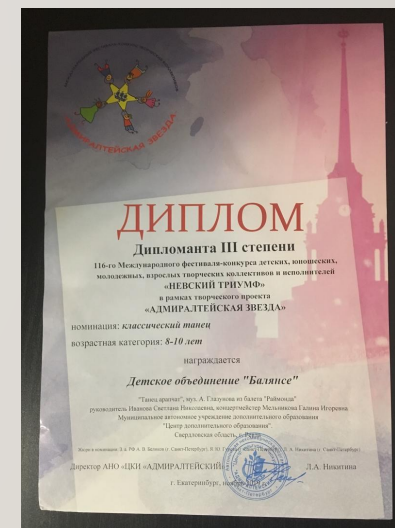 АДМИРАЛТЕЙСКАЯ ЗВЕЗДА
ДИПЛОМ
Дипломанта III степени
116-го Международного фестиваля-конкурса детских, юношеских,
молодежных, взрослых творческих коллективов и исполнителей
«НЕВСКИЙ ТРИУМФ»
в рамках творческого проекта
«АДМИРАЛТЕЙСКАЯ ЗВЕЗДА»
номинация: классический танец
возрастная категория: 8-10 лет
награждается
Детское объединение "Балянсе"
"Танец арапчат", муз. А. Глазунова из балета "Раймонда"
руководитель Иванова Светлана Николаевна, концертмейстер Мельникова Галина Игоревна
Муниципальное автономное учреждение дополнительного образования
"Центр дополнительного образования"
Свердловская область, г.
Директор АНО «ЦКИ «АДМИРАЛТЕЙСКИЙ» Л.А. Никитина
г. Екатеринбург,